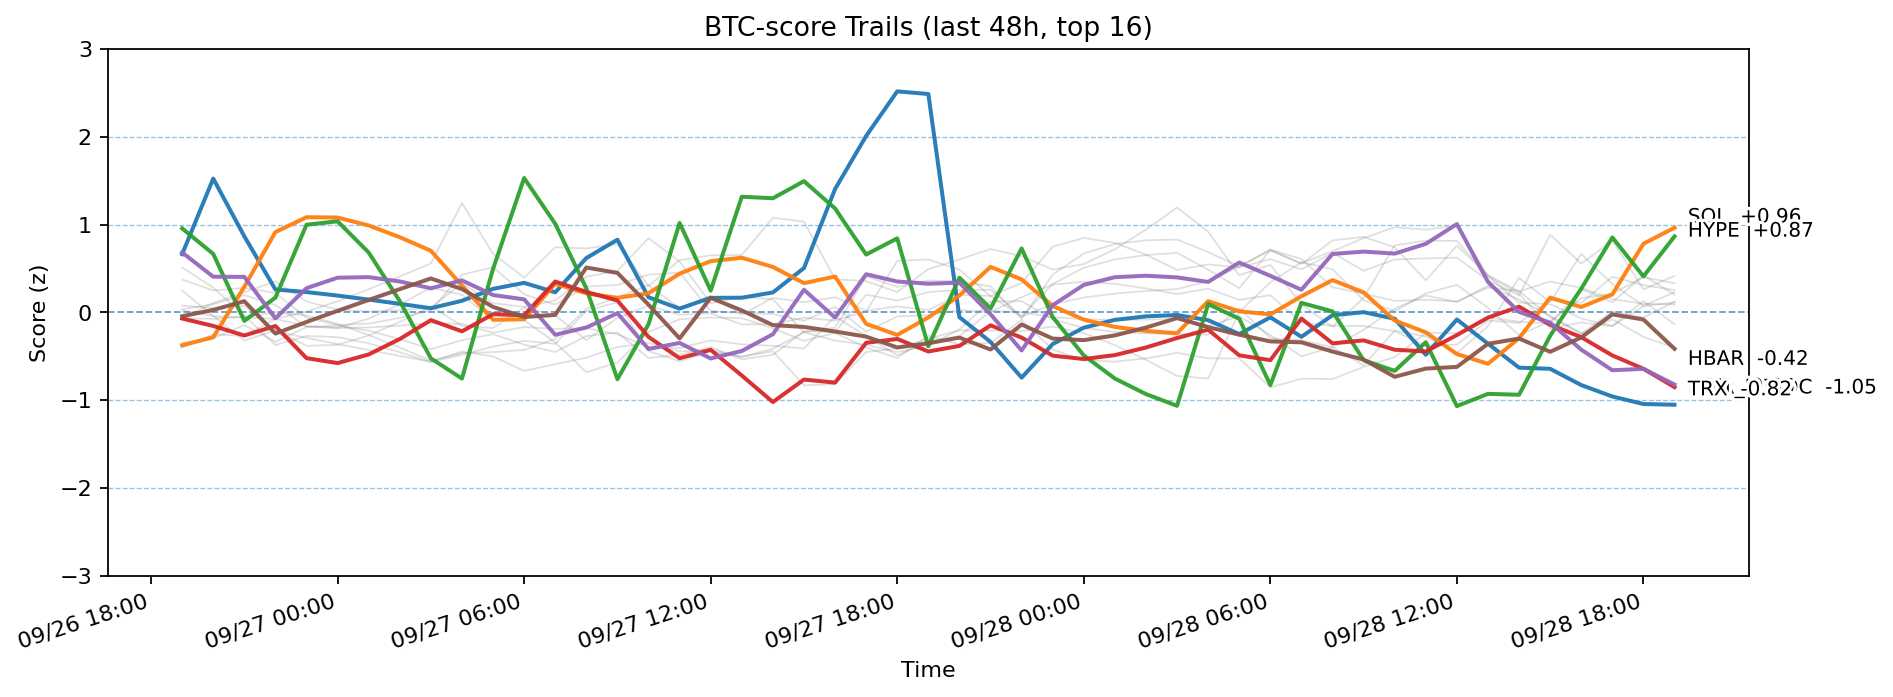 BTC-score Trails (last 48h, top 16)
Score (z)
3
2
1
0
−1
−2
−3
SOL +0.96
HYPE +0.87
HBAR -0.42
TRX -0.82
-1.05
09/26 18:00
09/27 00:00
09/27 06:00
09/27 12:00
09/27 18:00
09/28 00:00
09/28 06:00
09/28 12:00
09/28 18:00
Time